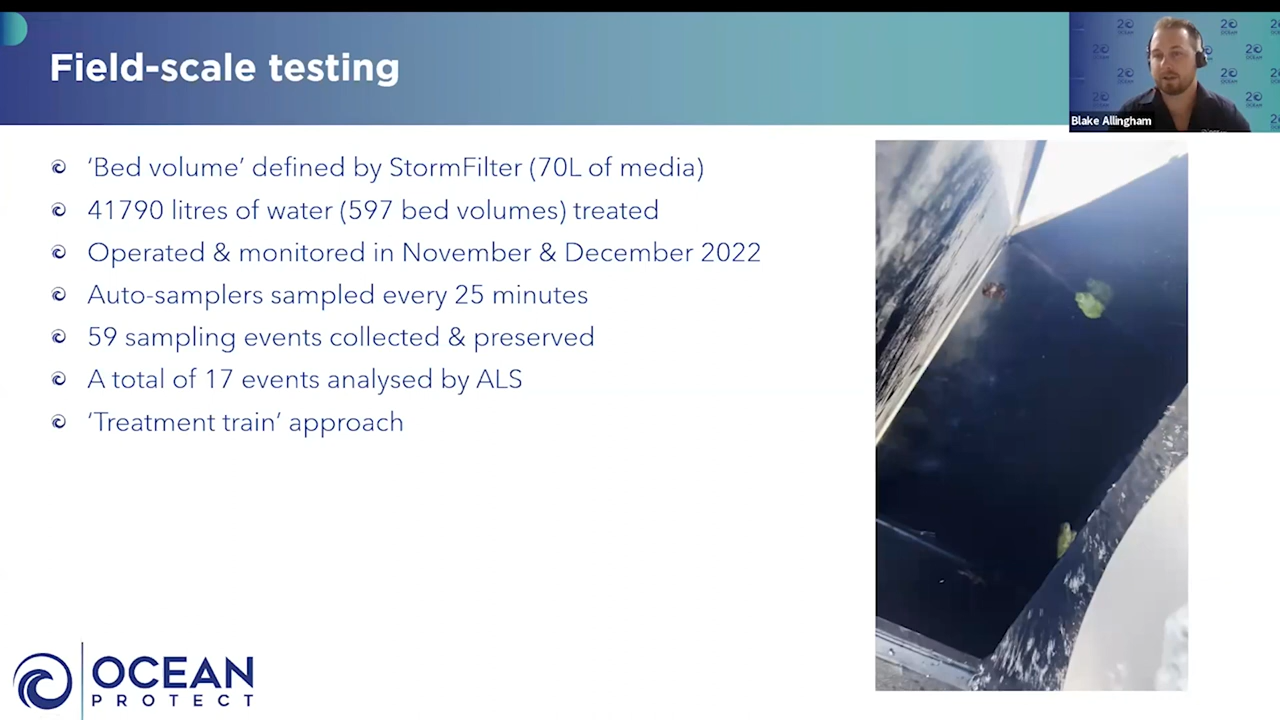 Field-scale testing
Blake Allingham
‘Bed volume’ defined by StormFilter (70L of media)
41790 litres of water (597 bed volumes) treated
Operated & monitored in November & December 2022
Auto-samplers sampled every 25 minutes
59 sampling events collected & preserved
A total of 17 events analysed by ALS
‘Treatment train’ approach
OCEAN
PROTECT